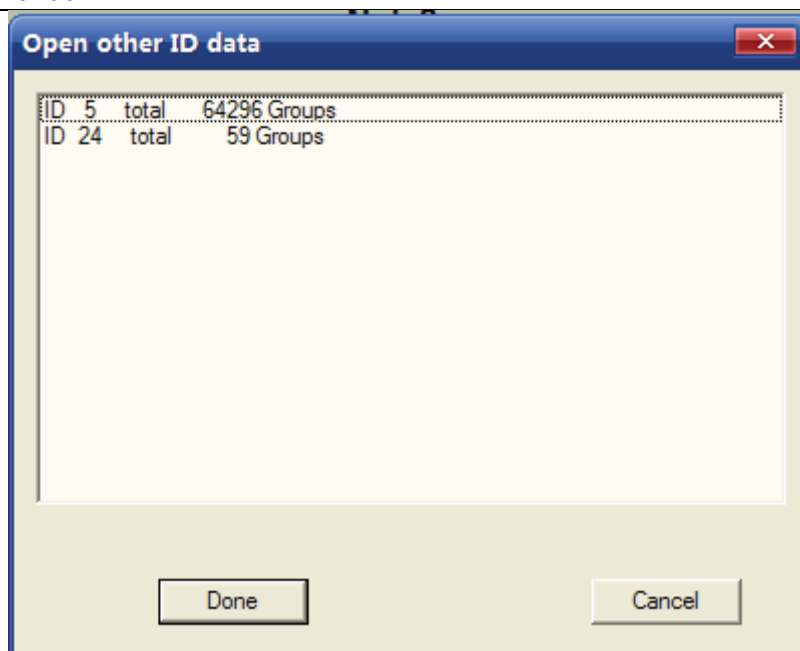 Open other ID data
ID 5 total 64296 Groups
ID 24 total 59 Groups
Done
Cancel